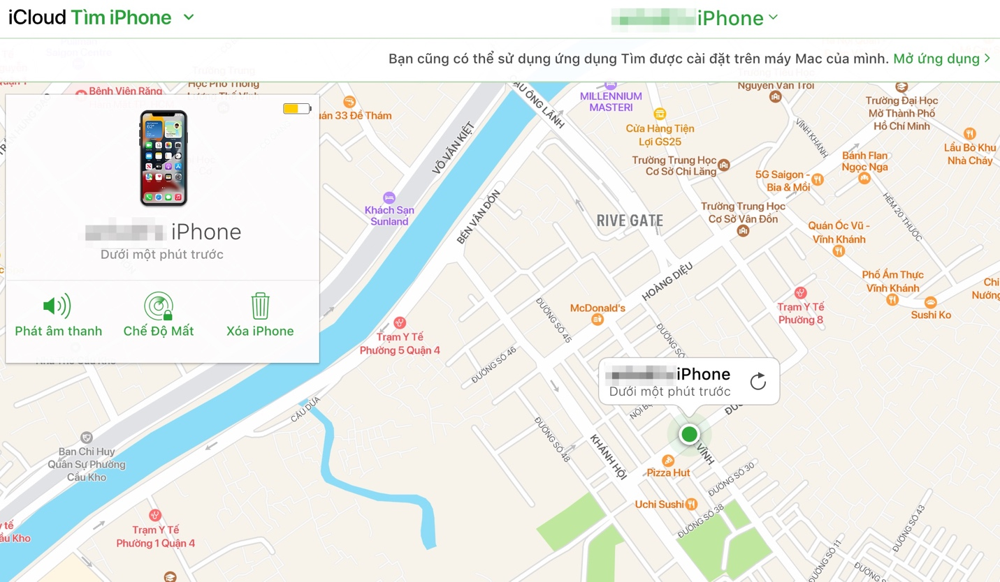 iCloud Tìm iPhone
iPhone
Bạn cũng có thể sử dụng ứng dụng Tìm được cài đặt trên máy Mac của mình. Mở ứng dụng
Saigon Centre
Bệnh Viện Răng
Học Phổ Thông
iPhone
Dưới một phút trước
Phát âm thanh
Chế Độ Mất
Xóa iPhone
33 Đề Tham
VÕ VĂN KIỆT
Khách Sạn
Sunland
BẾN VÂN ĐỒN
ÔNG LÃNH
MILLENNIUM
MASTERI
Cửa Hàng Tiện
Lợi GS25
Trường Trung Học
Cơ Sở Chi Lăng
Nguyễn Văn Trỗi
VĨNH KHÁNH
Trường Đại Học
Mở Thành Phố
Hồ Chí Minh
Lẩu Bò Khu
Nhà Cháy
Bánh Flan
Ngọc Nga
5G Saigon -
Bia & Mồi
HẺM 20 THƯỚC
RIVE GATE
Trường Trung Học
Cơ Sở Vân Đồn
Quán Ốc Vũ -
Vĩnh Khánh
Phố Ẩm Thực
Vĩnh Khánh
Sushi Ko
HOÀNG DIỆU
McDonald's
Trạm Y Tế
Phường 8
ĐƯỜNG SỐ 45
ĐƯỜNG SỐ 46
Trạm Y Tế
Phường 5 Quận 4
iPhone
Dưới một phút trước
CẦU DỪA
ĐƯỜNG SỐ 48
KHÁNH HỘI
VĨNH
Pizza Hut
Uchi Sushi
ĐƯỜNG SỐ 30
ĐƯỜNG SỐ 38
ĐƯỜNG SỐ 43
ĐƯỜNG SỐ 11
Ban Chỉ Huy
Quân Sự Phường
Cầu Kho
Trạm Y Tế
Phường 1 Quận 4